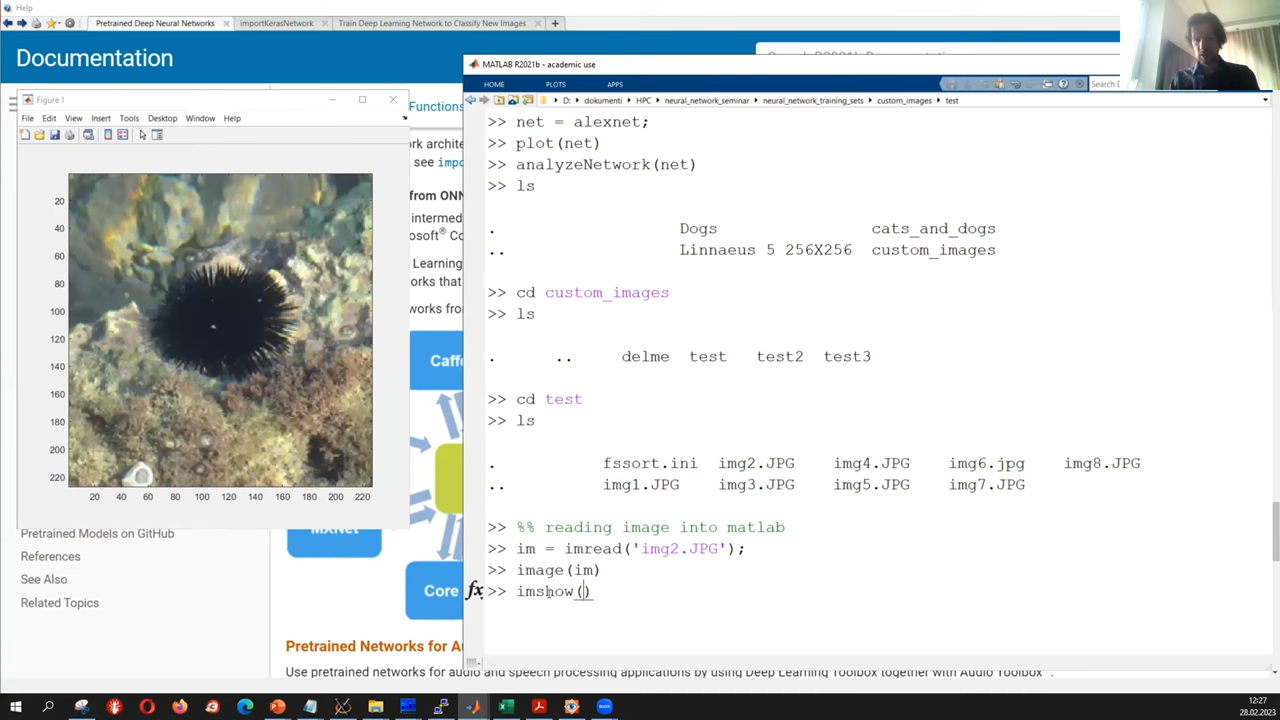 Help
Pretrained Deep Neural Networks
importKerasNetwork
Train Deep Learning Network to Classify New Images
Documentation
MATLAB R2021b - academic use
HOME
PLOTS
APPS
Search
D:
dokumenti
HPC
neural_network_seminar
neural_network_training_sets
custom_images
test
Figure 1
File Edit View Insert Tools Desktop Window Help
20
40
60
80
100
120
140
160
180
200
220
20 40 60 80 100 120 140 160 180 200 220
Functions
see impo
from ONN
Learning
MXNet
Core
Pretrained Models on GitHub
References
See Also
Related Topics
Pretrained Networks for Au
Use pretrained networks for audio and speech processing applications by using Deep Learning Toolbox together with Audio Toolbox
>> net = alexnet;
>> plot(net)
>> analyzeNetwork(net)
>> ls
. Dogs cats_and_dogs
.. Linnaeus 5 256X256 custom_images
>> cd custom_images
>> ls
. .. delme test test2 test3
>> cd test
>> ls
. fssort.ini img2.JPG img4.JPG img6.jpg img8.JPG
.. img1.JPG img3.JPG img5.JPG img7.JPG
>> %% reading image into matlab
>> im = imread('img2.JPG');
>> image(im)
fx >> imshow()
12:27
28.02.2023